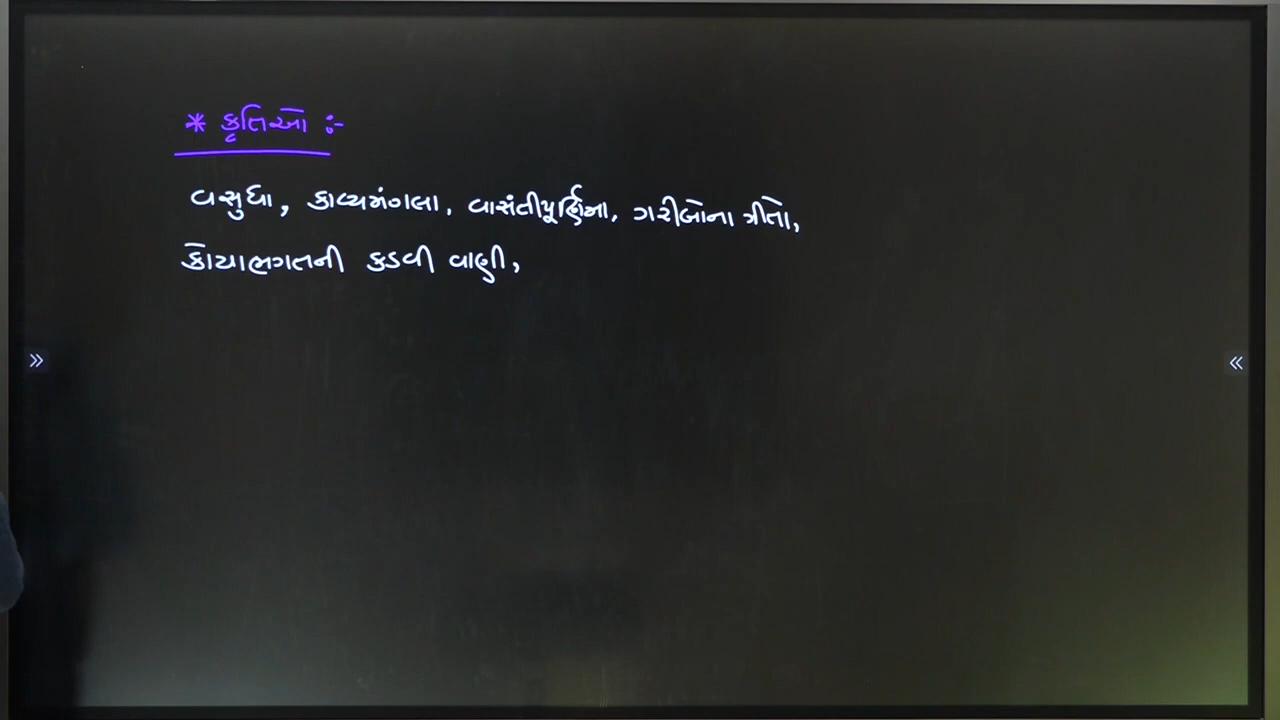 * કૃતિઓ :-
વસુધા, કાવ્યમંગલા, વાસંતીપૂર્ણિમા, ગરીબોના ગીતો,
કોયાભગતની કડવી વાણી,